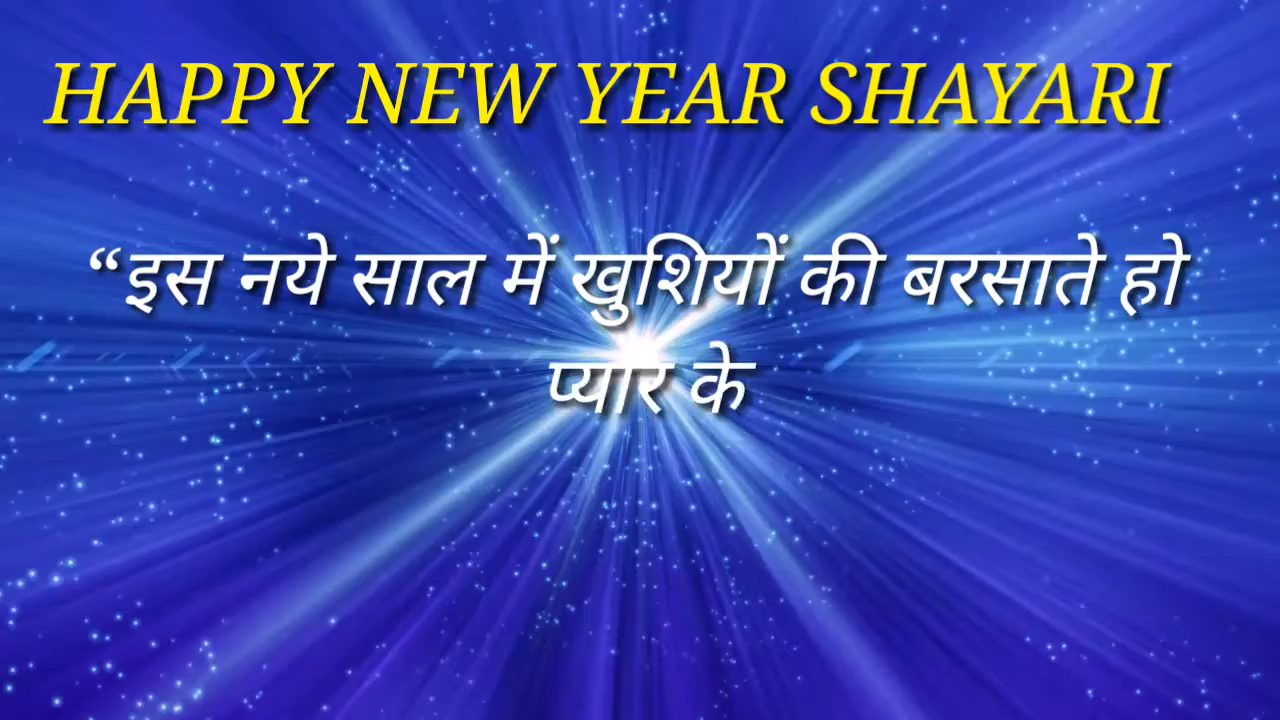 HAPPY NEW YEAR SHAYARI
“इस नये साल में खुशियों की बरसाते हो
प्यार के